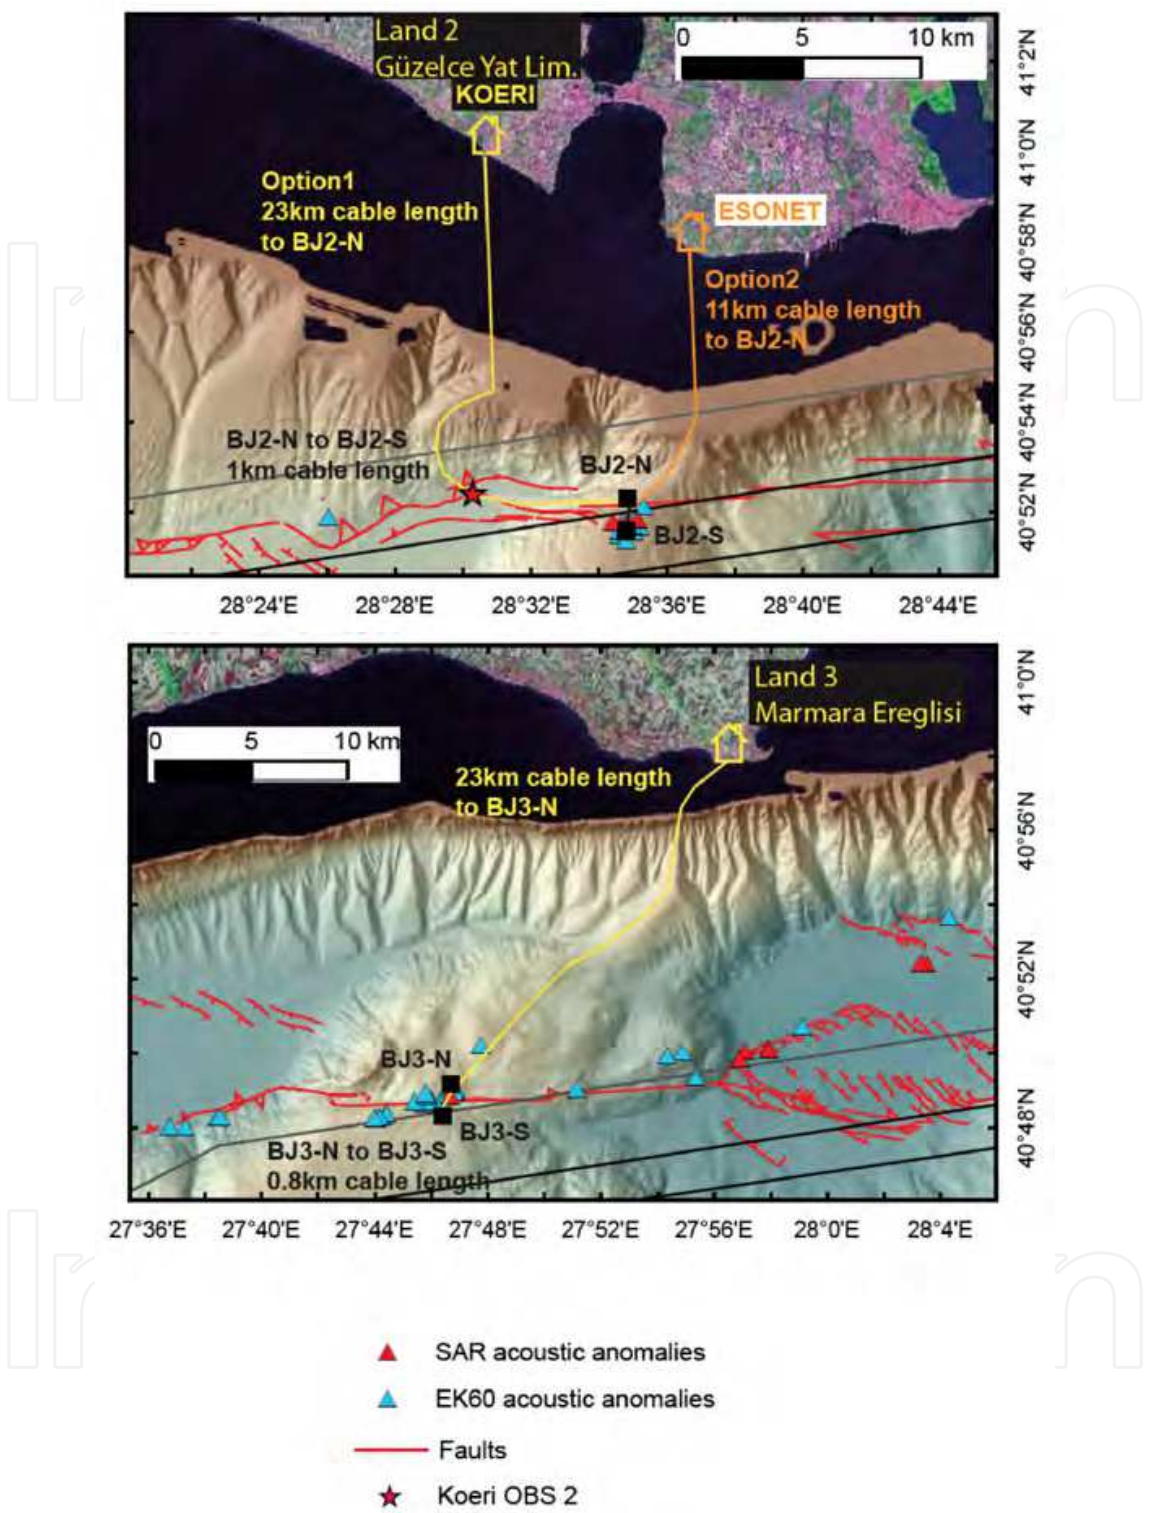 Land 2
Güzelce Yat Lim.
KOERI
0 5 10 km
Option1
23km cable length
to BJ2-N
ESONET
Option2
11km cable length
to BJ2-N
BJ2-N to BJ2-S
1km cable length
BJ2-N
BJ2-S
41°2'N
41°0'N
40°58'N
40°56'N
40°54'N
40°52'N
28°24'E 28°28'E 28°32'E 28°36'E 28°40'E 28°44'E
Land 3
Marmara Ereglisi
0 5 10 km
23km cable length
to BJ3-N
BJ3-N
BJ3-S
BJ3-N to BJ3-S
0.8km cable length
41°0'N
40°56'N
40°52'N
40°48'N
27°36'E 27°40'E 27°44'E 27°48'E 27°52'E 27°56'E 28°0'E 28°4'E
SAR acoustic anomalies
EK60 acoustic anomalies
Faults
Koeri OBS 2